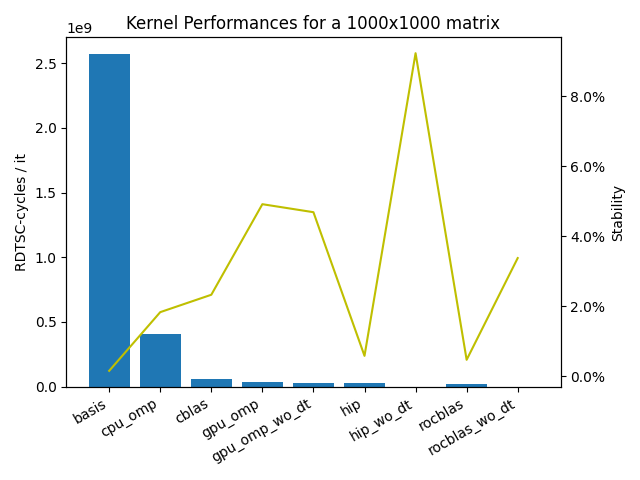 Kernel Performances for a 1000x1000 matrix
1e9
2.5
2.0
1.5
1.0
0.5
0.0
RDTSC-cycles / it
8.0%
6.0%
4.0%
2.0%
0.0%
Stability
basis
cpu_omp
cblas
gpu_omp
gpu_omp_wo_dt
hip
hip_wo_dt
rocblas
rocblas_wo_dt